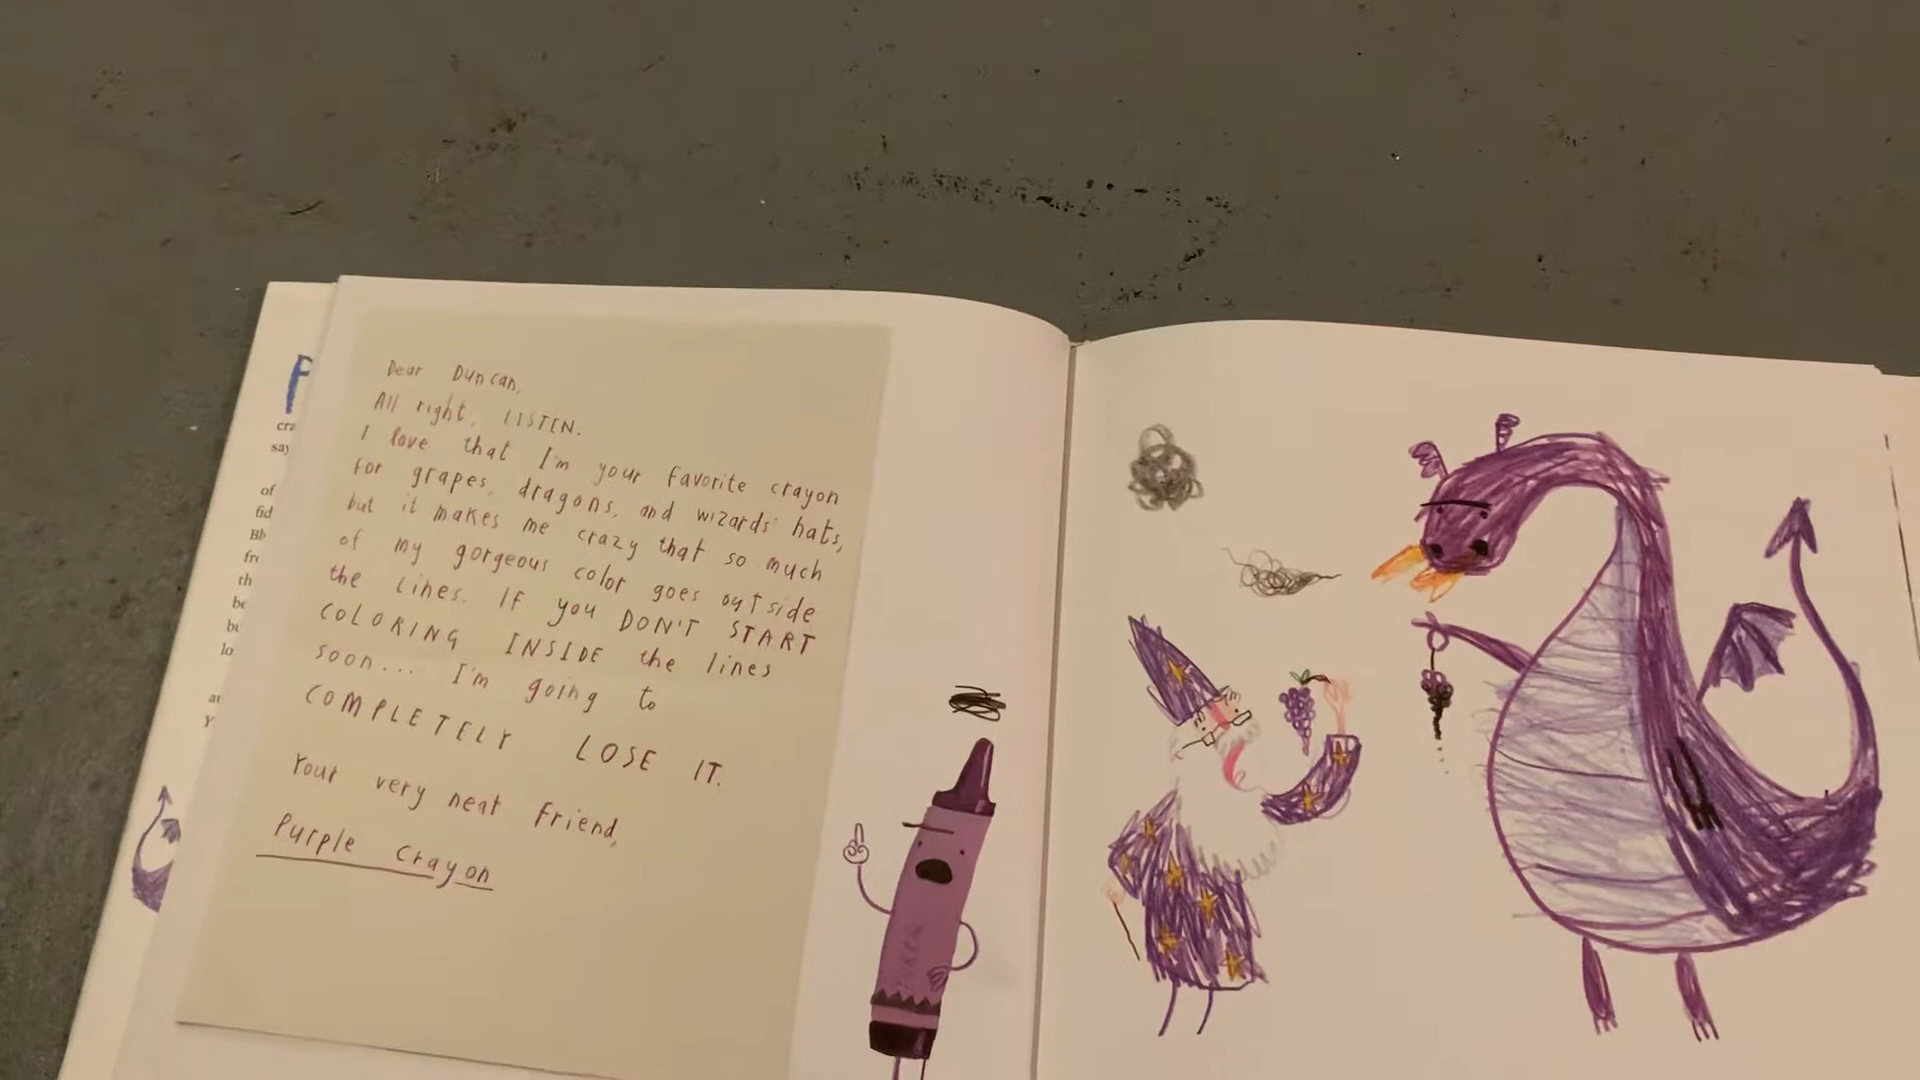 Dear Duncan,
All right, LISTEN.
I love that I'm your favorite crayon
for grapes, dragons, and wizards' hats,
but it makes me crazy that so much
of my gorgeous color goes outside
the lines. If you DON'T START
COLORING INSIDE the lines
soon... I'm going to
COMPLETELY LOSE IT.
Your very neat friend,
Purple Crayon